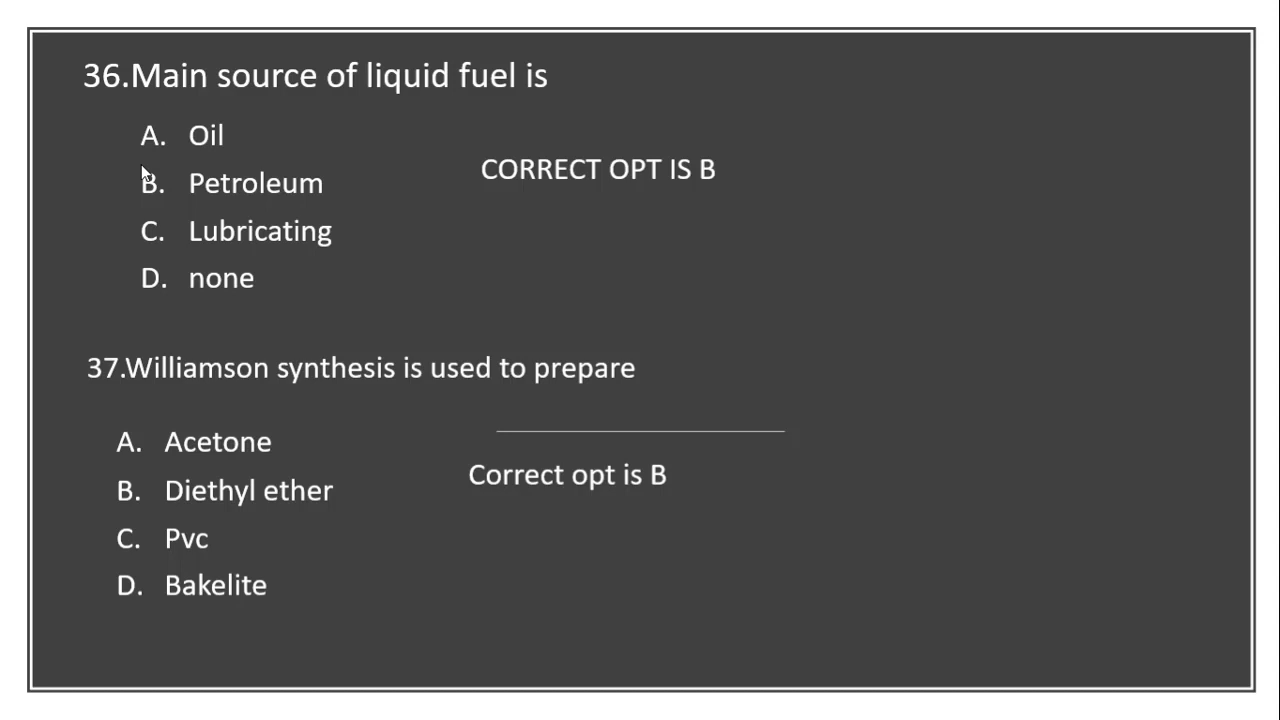 36.Main source of liquid fuel is
A. Oil
CORRECT OPT IS B
B. Petroleum
C. Lubricating
D. none
37.Williamson synthesis is used to prepare
A. Acetone
Correct opt is B
B. Diethyl ether
C. Pvc
D. Bakelite